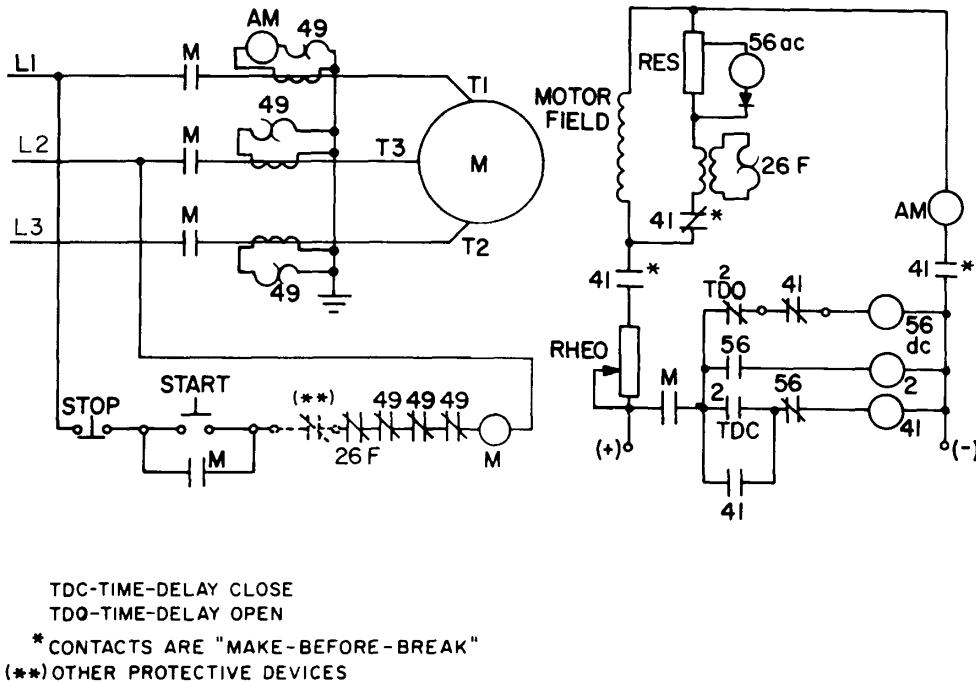 AM
49
56 ac
M
RES
L1
T1
MOTOR
FIELD
49
M
L2
T3
M
26 F
M
41
*
AM
L3
T2
49
41
*
41
*
2
TDO
41
56
dc
RHEO
56
2
START
M
2
56
STOP
(**)
49 49 49
TDC
41
26 F
M
(+)
(-)
M
41
TDC-TIME-DELAY CLOSE
TDO-TIME-DELAY OPEN
* CONTACTS ARE "MAKE-BEFORE-BREAK"
(**) OTHER PROTECTIVE DEVICES